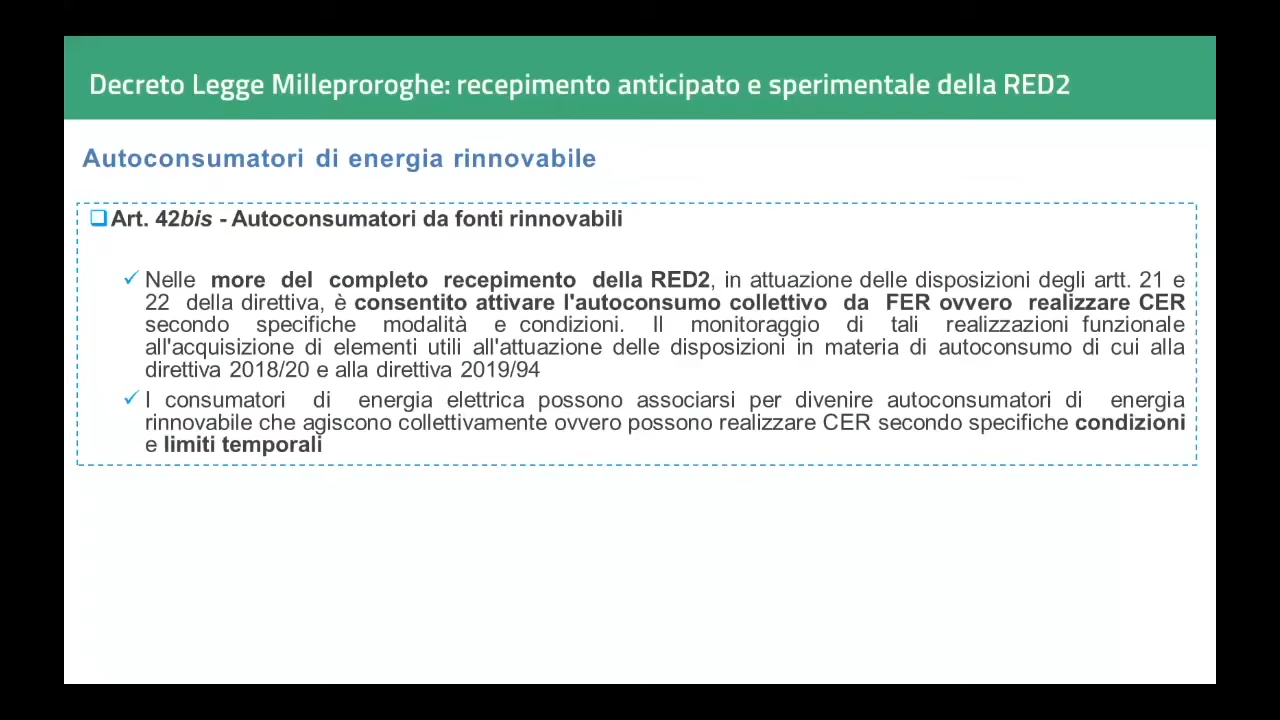 Decreto Legge Milleproroghe: recepimento anticipato e sperimentale della RED2
Autoconsumatori di energia rinnovabile
Art. 42bis - Autoconsumatori da fonti rinnovabili
Nelle more del completo recepimento della RED2, in attuazione delle disposizioni degli artt. 21 e
22 della direttiva, è consentito attivare l'autoconsumo collettivo da FER ovvero realizzare CER
secondo specifiche modalità e condizioni. Il monitoraggio di tali realizzazioni funzionale
all'acquisizione di elementi utili all'attuazione delle disposizioni in materia di autoconsumo di cui alla
direttiva 2018/20 e alla direttiva 2019/94
I consumatori di energia elettrica possono associarsi per divenire autoconsumatori di energia
rinnovabile che agiscono collettivamente ovvero possono realizzare CER secondo specifiche condizioni
e limiti temporali